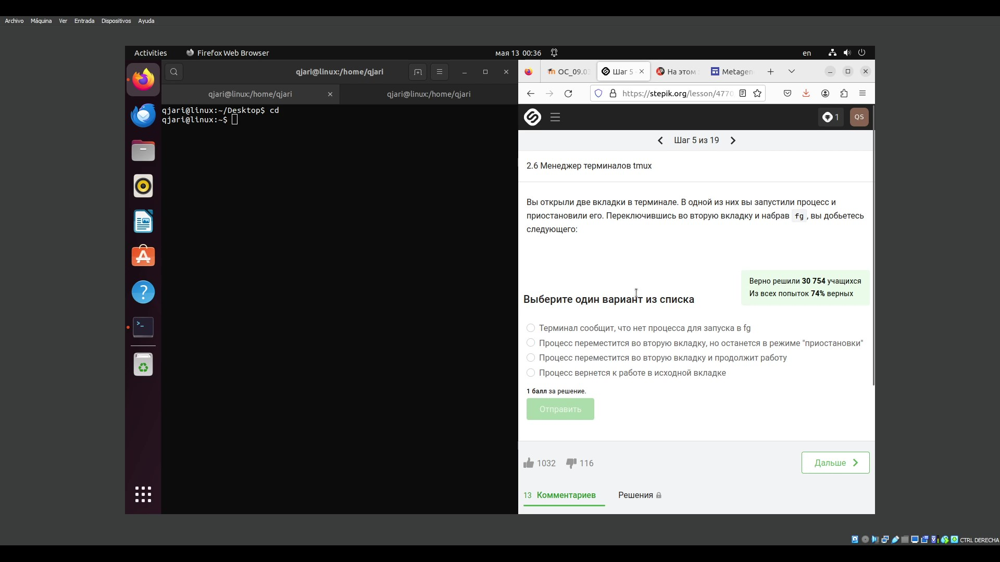 Archivo Máquina Ver Entrada Dispositivos Ayuda
Activities Firefox Web Browser мая 13 00:36 en
qjari@linux:/home/qjari
qjari@linux:/home/qjari qjari@linux:/home/qjari
qjari@linux:~/Desktop$ cd
qjari@linux:~$
ОС_09.0 Шаг 5 На этом Metagen
https://stepik.org/lesson/4770
1 QS
Шаг 5 из 19
2.6 Менеджер терминалов tmux
Вы открыли две вкладки в терминале. В одной из них вы запустили процесс и
приостановили его. Переключившись во вторую вкладку и набрав fg, вы добьетесь
следующего:
Верно решили 30 754 учащихся
Из всех попыток 74% верных
Выберите один вариант из списка
Терминал сообщит, что нет процесса для запуска в fg
Процесс переместится во вторую вкладку, но останется в режиме "приостановки"
Процесс переместится во вторую вкладку и продолжит работу
Процесс вернется к работе в исходной вкладке
1 балл за решение.
Отправить
1032 116
Дальше
13 Комментариев Решения
CTRL DERECHA